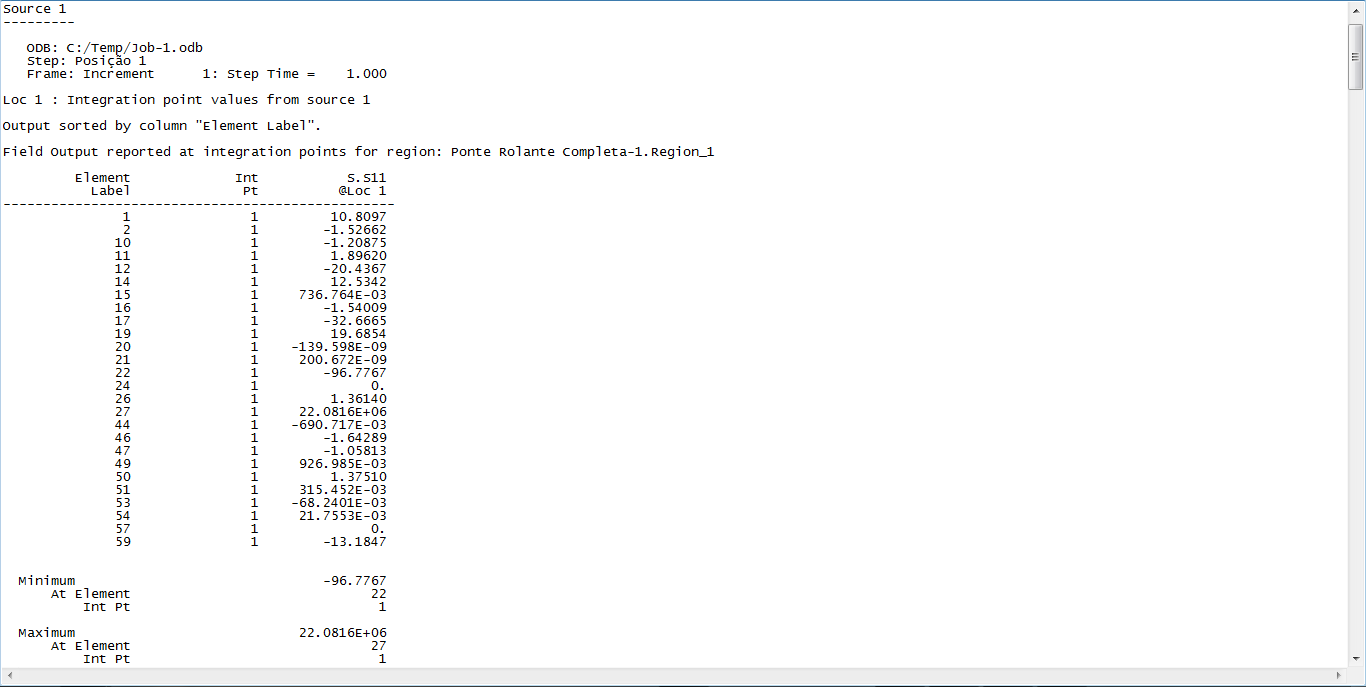 Source 1
---------
ODB: C:/Temp/Job-1.odb
Step: Posição 1
Frame: Increment      1: Step Time =    1.000
Loc 1 : Integration point values from source 1
Output sorted by column "Element Label".
Field Output reported at integration points for region: Ponte Rolante Completa-1.Region_1
Element             Int           S.S11
Label              Pt          @Loc 1
-------------------------------------------------
1               1         10.8097
2               1        -1.52662
10               1        -1.20875
11               1         1.89620
12               1        -20.4367
14               1         12.5342
15               1     736.764E-03
16               1        -1.54009
17               1        -32.6665
19               1         19.6854
20               1    -139.598E-09
21               1     200.672E-09
22               1        -96.7767
24               1              0.
26               1         1.36140
27               1     22.0816E+06
44               1    -690.717E-03
46               1        -1.64289
47               1        -1.05813
49               1     926.985E-03
50               1         1.37510
51               1     315.452E-03
53               1    -68.2401E-03
54               1     21.7553E-03
57               1              0.
59               1        -13.1847
Minimum                               -96.7767
At Element                              22
Int Pt                               1
Maximum                            22.0816E+06
At Element                              27
Int Pt                               1